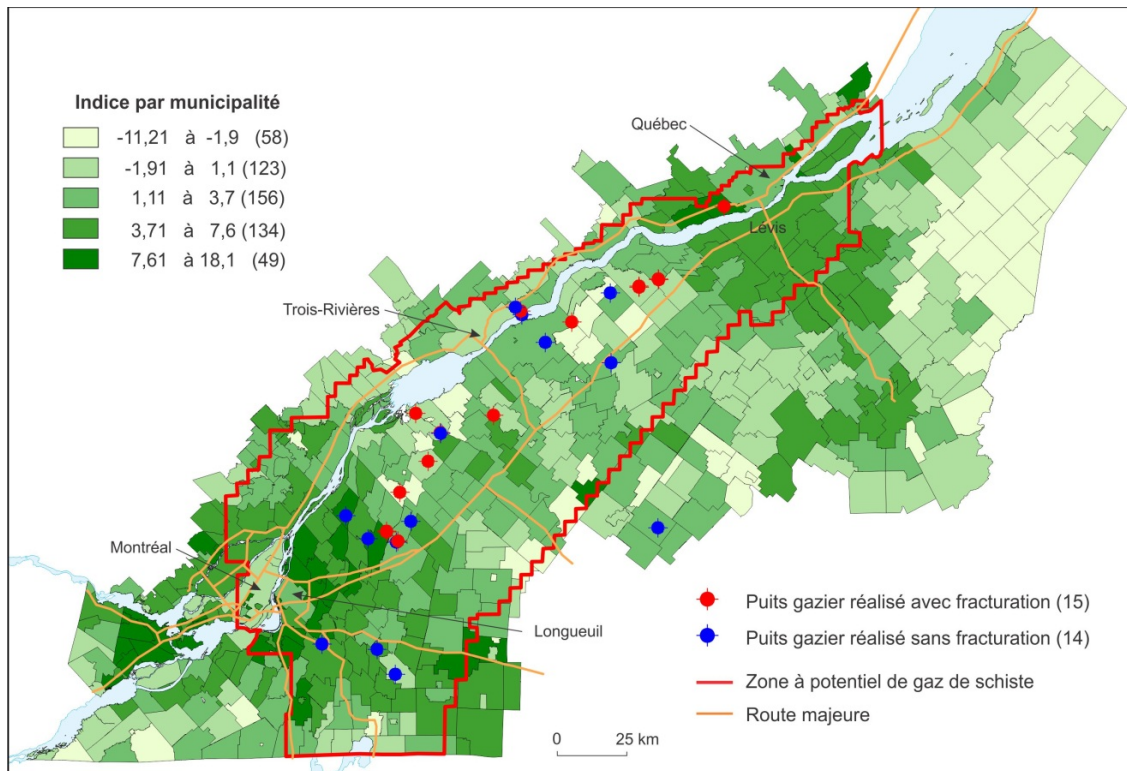 Indice par municipalité
-11,21 à -1,9 (58)
-1,91 à 1,1 (123)
1,11 à 3,7 (156)
3,71 à 7,6 (134)
7,61 à 18,1 (49)
Québec
Lévis
Trois-Rivières
Montréal
Longueuil
Puits gazier réalisé avec fracturation (15)
Puits gazier réalisé sans fracturation (14)
Zone à potentiel de gaz de schiste
Route majeure
0 25 km